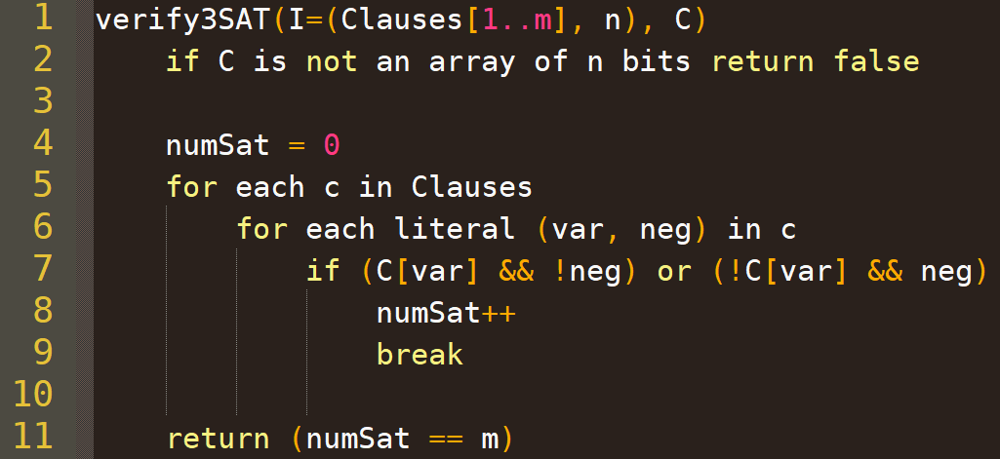 1 verify3SAT(I=(Clauses[1..m], n), C)
2     if C is not an array of n bits return false
3
4     numSat = 0
5     for each c in Clauses
6         for each literal (var, neg) in c
7             if (C[var] && !neg) or (!C[var] && neg)
8                 numSat++
9                 break
10
11     return (numSat == m)